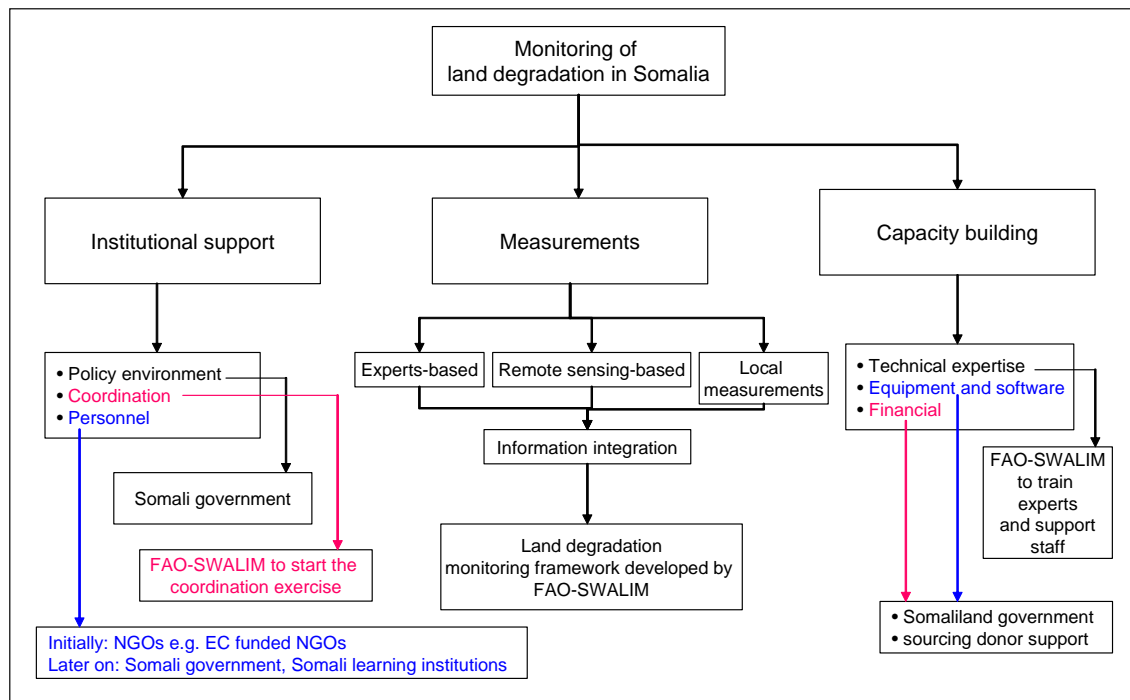 Monitoring of
land degradation in Somalia
Institutional support
Measurements
Capacity building
• Policy environment
• Coordination
• Personnel
Experts-based
Remote sensing-based
Local
measurements
• Technical expertise
• Equipment and software
• Financial
Information integration
Somali government
FAO-SWALIM
to train
experts
and support
staff
FAO-SWALIM to start the
coordination exercise
Land degradation
monitoring framework developed by
FAO-SWALIM
Initially: NGOs e.g. EC funded NGOs
Later on: Somali government, Somali learning institutions
• Somaliland government
• sourcing donor support